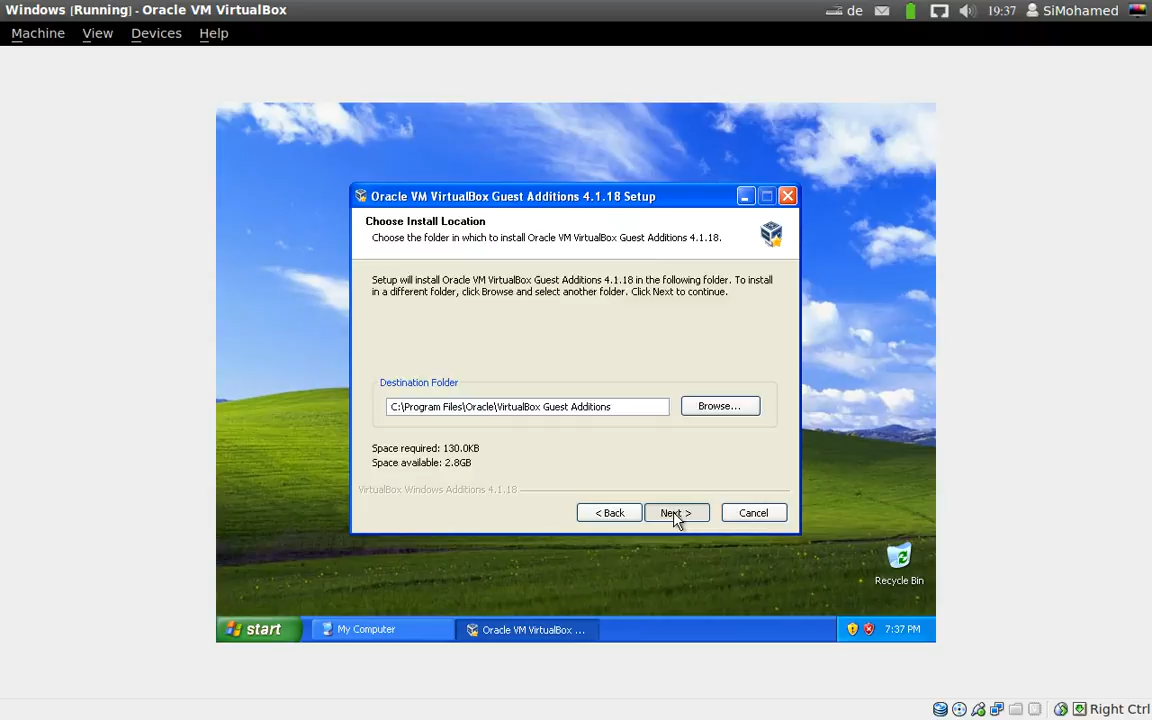 Windows [Running] - Oracle VM VirtualBox
de
19:37
SiMohamed
Machine View Devices Help
Oracle VM VirtualBox Guest Additions 4.1.18 Setup
Choose Install Location
Choose the folder in which to install Oracle VM VirtualBox Guest Additions 4.1.18.
Setup will install Oracle VM VirtualBox Guest Additions 4.1.18 in the following folder. To install
in a different folder, click Browse and select another folder. Click Next to continue.
Destination Folder
C:\Program Files\Oracle\VirtualBox Guest Additions
Browse...
Space required: 130.0KB
Space available: 2.8GB
VirtualBox Windows Additions 4.1.18
< Back
Next >
Cancel
Recycle Bin
start
My Computer
Oracle VM VirtualBox ...
7:37 PM
Right Ctrl